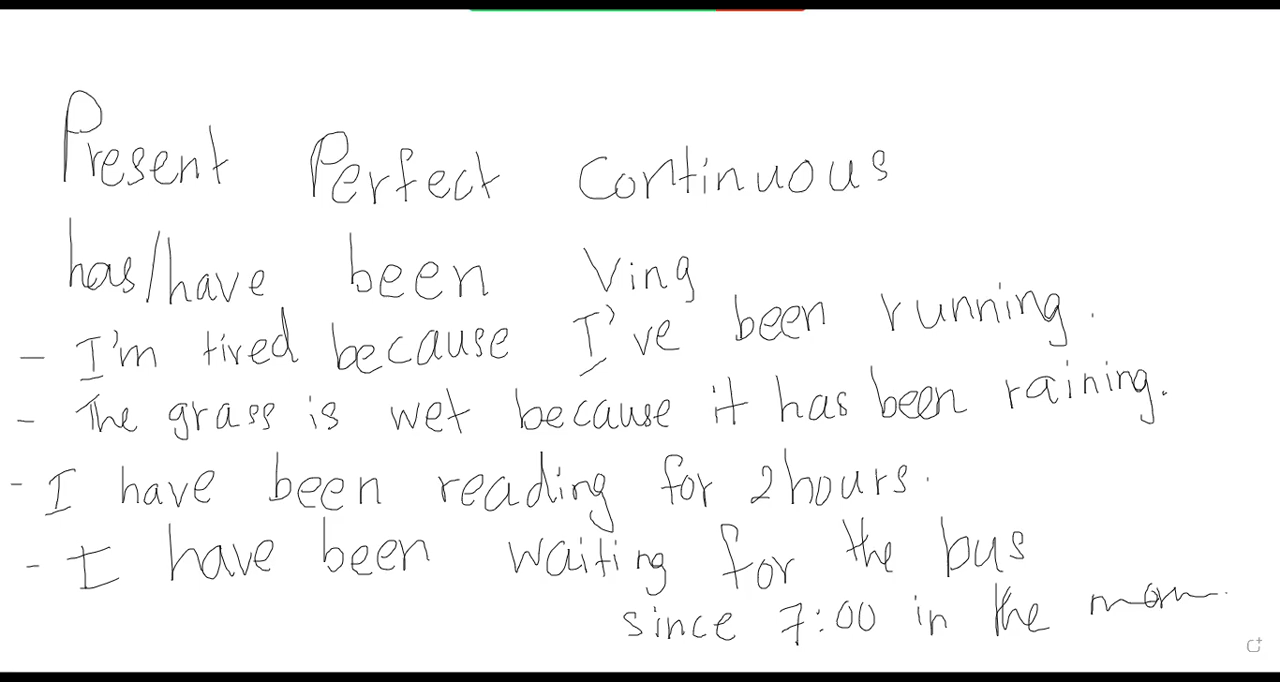 Present Perfect Continuous
has/have been Ving
- I'm tired because I've been running.
- The grass is wet because it has been raining.
- I have been reading for 2 hours.
- I have been waiting for the bus
since 7:00 in the